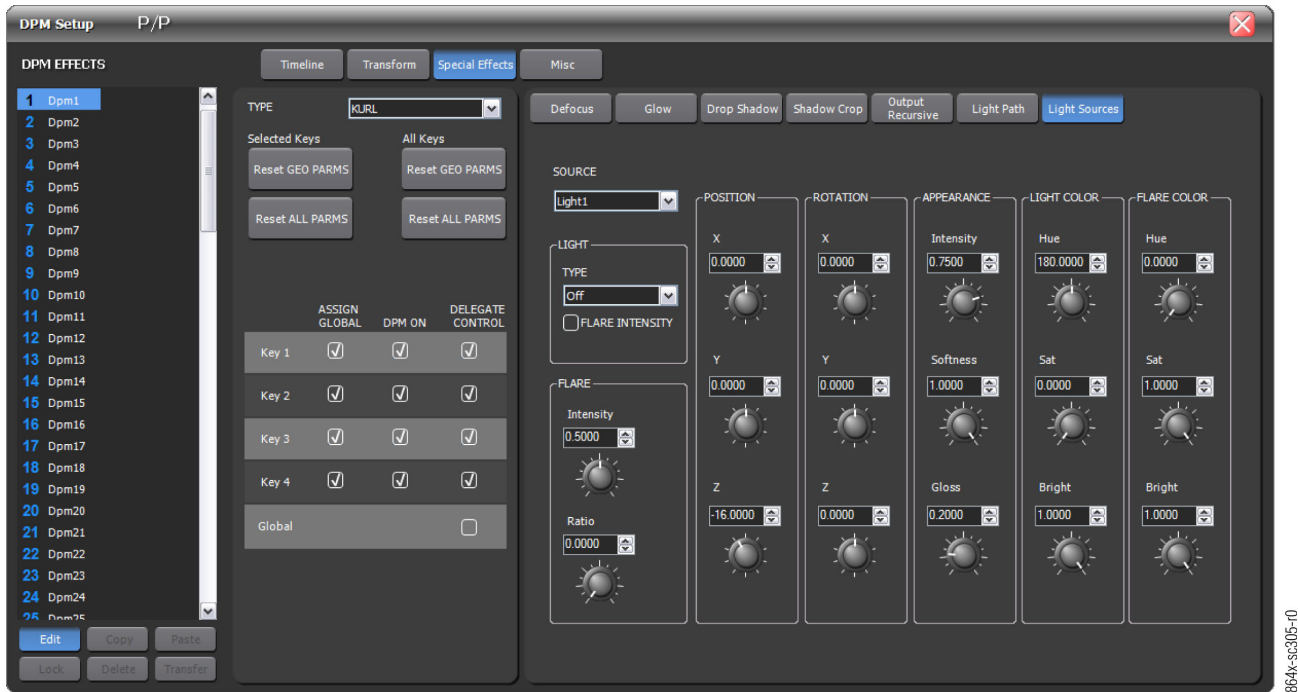 DPM Setup P/P
DPM EFFECTS
Timeline Transform Special Effects Misc
1 Dpm1
2 Dpm2
3 Dpm3
4 Dpm4
5 Dpm5
6 Dpm6
7 Dpm7
8 Dpm8
9 Dpm9
10 Dpm10
11 Dpm11
12 Dpm12
13 Dpm13
14 Dpm14
15 Dpm15
16 Dpm16
17 Dpm17
18 Dpm18
19 Dpm19
20 Dpm20
21 Dpm21
22 Dpm22
23 Dpm23
24 Dpm24
25 Dpm25
Edit Copy Paste
Lock Delete Transfer
TYPE KURL
Selected Keys All Keys
Reset GEO PARMS Reset GEO PARMS
Reset ALL PARMS Reset ALL PARMS
ASSIGN GLOBAL DPM ON DELEGATE CONTROL
Key 1
Key 2
Key 3
Key 4
Global
Defocus Glow Drop Shadow Shadow Crop Output Recursive Light Path Light Sources
SOURCE
Light1
LIGHT
TYPE
Off
FLARE INTENSITY
FLARE
Intensity
0.5000
Ratio
0.0000
POSITION
X
0.0000
Y
0.0000
Z
-16.0000
ROTATION
X
0.0000
Y
0.0000
Z
0.0000
APPEARANCE
Intensity
0.7500
Softness
1.0000
Gloss
0.2000
LIGHT COLOR
Hue
180.0000
Sat
0.0000
Bright
1.0000
FLARE COLOR
Hue
0.0000
Sat
1.0000
Bright
1.0000
864x-sc305-r0